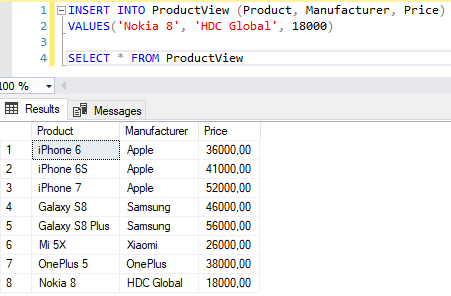 1 INSERT INTO ProductView (Product, Manufacturer, Price)
2 VALUES('Nokia 8', 'HDC Global', 18000)
3
4 SELECT * FROM ProductView
100 %
Results Messages
Product Manufacturer Price
1 iPhone 6 Apple 36000,00
2 iPhone 6S Apple 41000,00
3 iPhone 7 Apple 52000,00
4 Galaxy S8 Samsung 46000,00
5 Galaxy S8 Plus Samsung 56000,00
6 Mi 5X Xiaomi 26000,00
7 OnePlus 5 OnePlus 38000,00
8 Nokia 8 HDC Global 18000,00